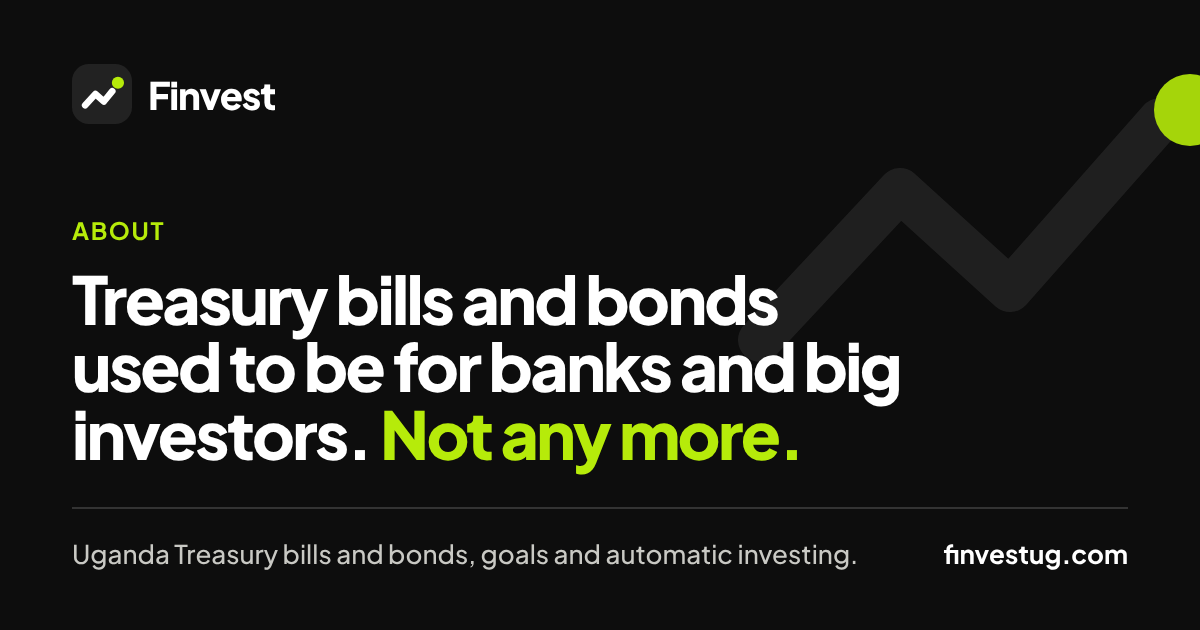 Finvest
ABOUT
Treasury bills and bonds
used to be for banks and big
investors. Not any more.
Uganda Treasury bills and bonds, goals and automatic investing.
finvestug.com